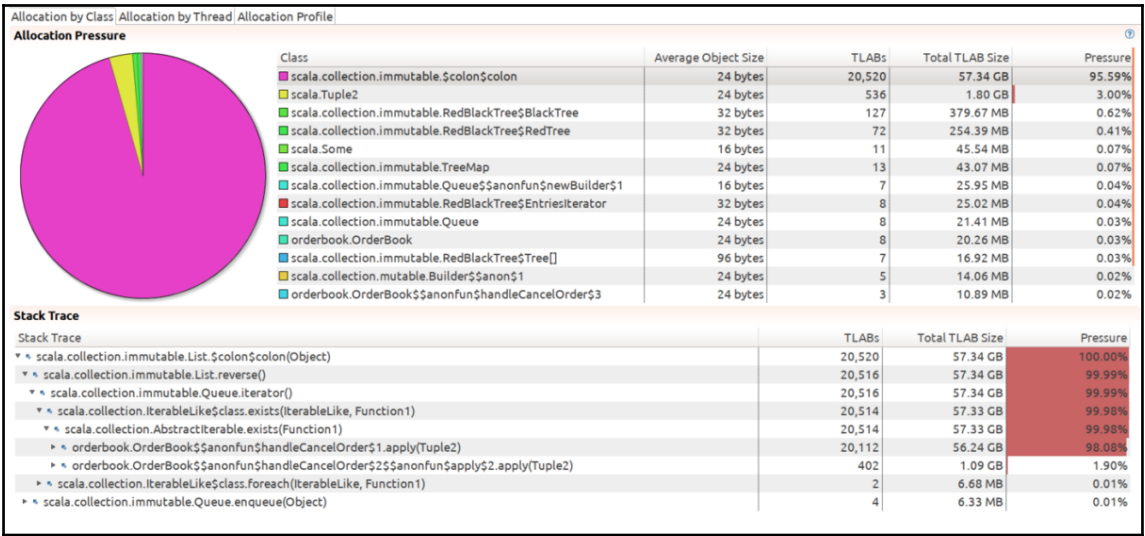 Allocation by Class Allocation by Thread Allocation Profile
Allocation Pressure
Class Average Object Size TLABs Total TLAB Size Pressure
scala.collection.immutable.$colon$colon 24 bytes 20,520 57.34 GB 95.59%
scala.Tuple2 24 bytes 536 1.80 GB 3.00%
scala.collection.immutable.RedBlackTree$BlackTree 32 bytes 127 379.67 MB 0.62%
scala.collection.immutable.RedBlackTree$RedTree 32 bytes 72 254.39 MB 0.41%
scala.Some 16 bytes 11 45.54 MB 0.07%
scala.collection.immutable.TreeMap 24 bytes 13 43.07 MB 0.07%
scala.collection.immutable.Queue$$anonfun$newBuilder$1 16 bytes 7 25.95 MB 0.04%
scala.collection.immutable.RedBlackTree$EntriesIterator 32 bytes 8 25.02 MB 0.04%
scala.collection.immutable.Queue 24 bytes 8 21.41 MB 0.03%
orderbook.OrderBook 24 bytes 8 20.26 MB 0.03%
scala.collection.immutable.RedBlackTree$Tree[] 96 bytes 7 16.92 MB 0.03%
scala.collection.mutable.Builder$$anon$1 24 bytes 5 14.06 MB 0.02%
orderbook.OrderBook$$anonfun$handleCancelOrder$3 24 bytes 3 10.89 MB 0.02%
Stack Trace
Stack Trace TLABs Total TLAB Size Pressure
scala.collection.immutable.List.$colon$colon(Object) 20,520 57.34 GB 100.00%
scala.collection.immutable.List.reverse() 20,516 57.34 GB 99.99%
scala.collection.immutable.Queue.iterator() 20,516 57.34 GB 99.99%
scala.collection.IterableLike$class.exists(IterableLike, Function1) 20,514 57.33 GB 99.98%
scala.collection.AbstractIterable.exists(Function1) 20,514 57.33 GB 99.98%
orderbook.OrderBook$$anonfun$handleCancelOrder$1.apply(Tuple2) 20,112 56.24 GB 98.08%
orderbook.OrderBook$$anonfun$handleCancelOrder$2$$anonfun$apply$2.apply(Tuple2) 402 1.09 GB 1.90%
scala.collection.IterableLike$class.foreach(IterableLike, Function1) 2 6.68 MB 0.01%
scala.collection.immutable.Queue.enqueue(Object) 4 6.33 MB 0.01%